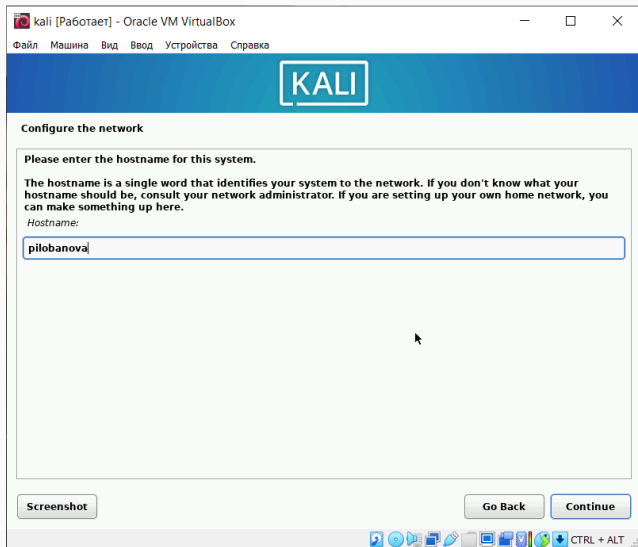 kali [Работает] - Oracle VM VirtualBox
Файл Машина Вид Ввод Устройства Справка
KALI
Configure the network
Please enter the hostname for this system.
The hostname is a single word that identifies your system to the network. If you don't know what your
hostname should be, consult your network administrator. If you are setting up your own home network, you
can make something up here.
Hostname:
pilobanova
Screenshot
Go Back Continue
CTRL + ALT